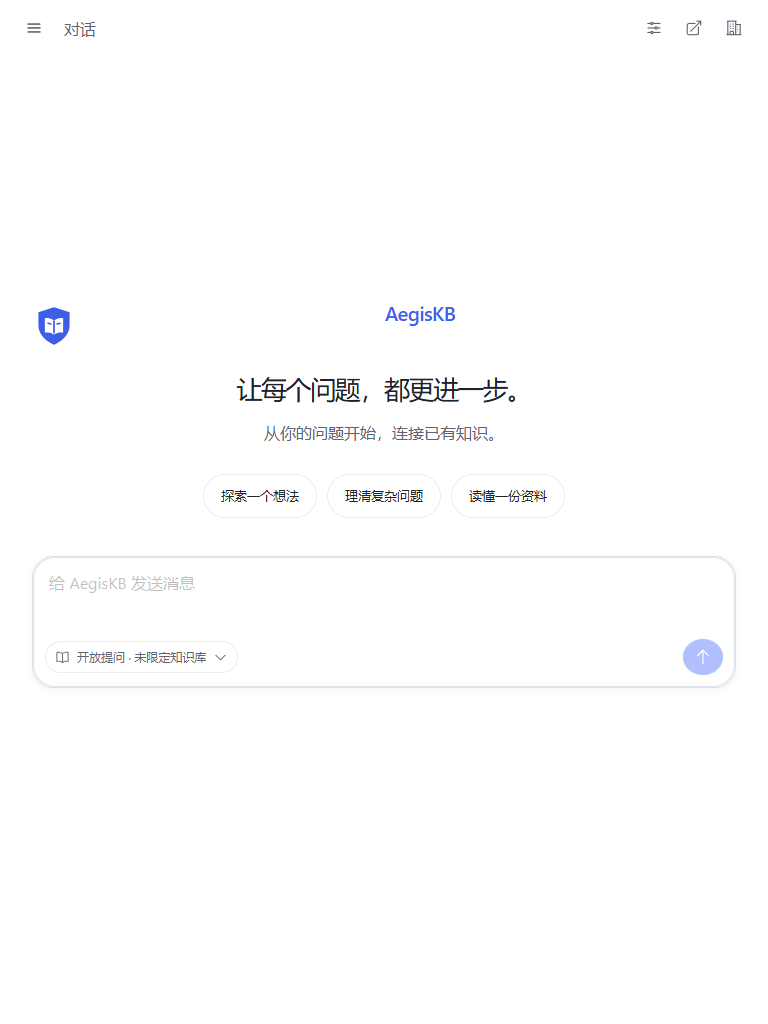 对话
AegisKB
让每个问题，都更进一步。
从你的问题开始，连接已有知识。
探索一个想法 理清复杂问题 读懂一份资料
给 AegisKB 发送消息
开放提问 · 未限定知识库